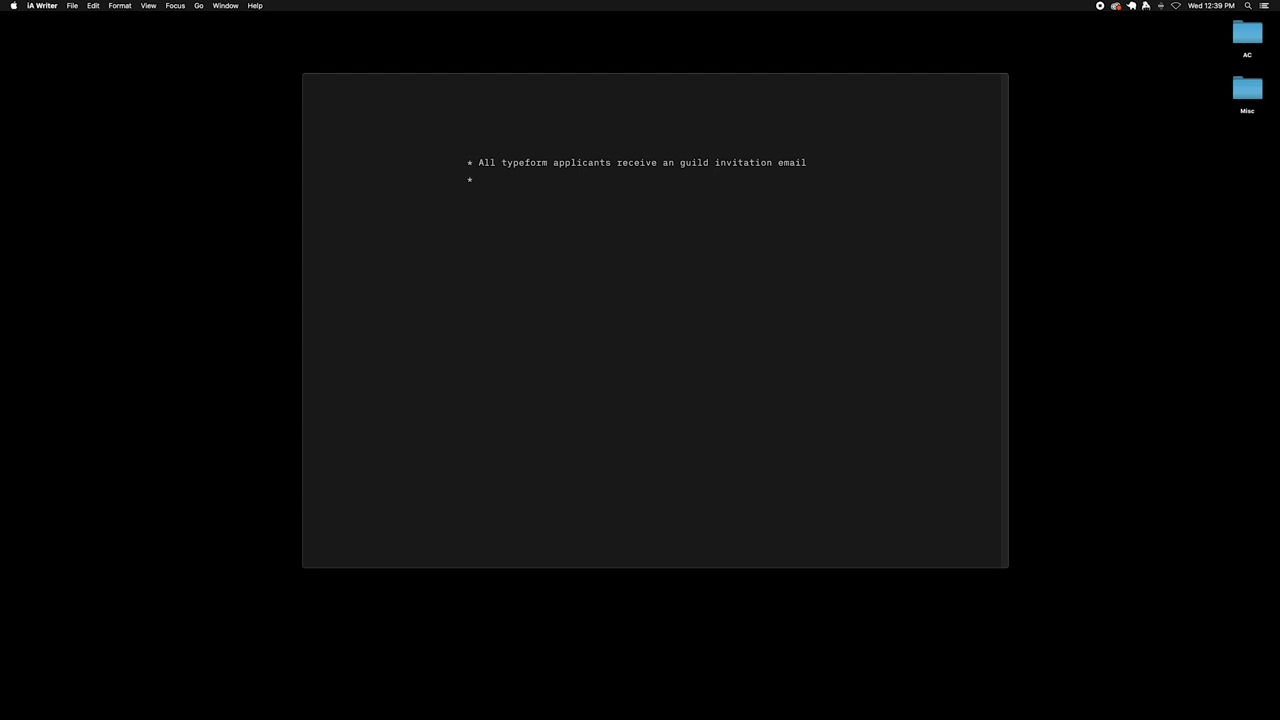 iA Writer File Edit Format View Focus Go Window Help Wed 12:39 PM
AC
Misc
* All typeform applicants receive an guild invitation email
*